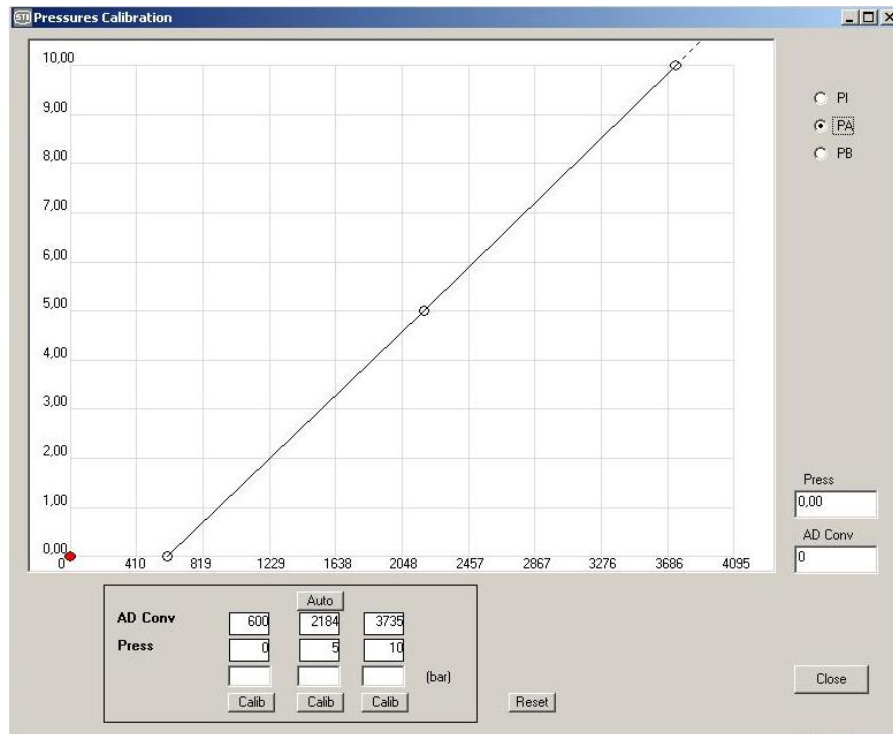 STB Pressures Calibration
10,00
9,00
8,00
7,00
6,00
5,00
4,00
3,00
2,00
1,00
0,00
0 410 819 1229 1638 2048 2457 2867 3276 3686 4095
PI
PA
PB
Press
0,00
AD Conv
0
Auto
AD Conv 600 2184 3735
Press 0 5 10
(bar)
Calib Calib Calib
Reset
Close